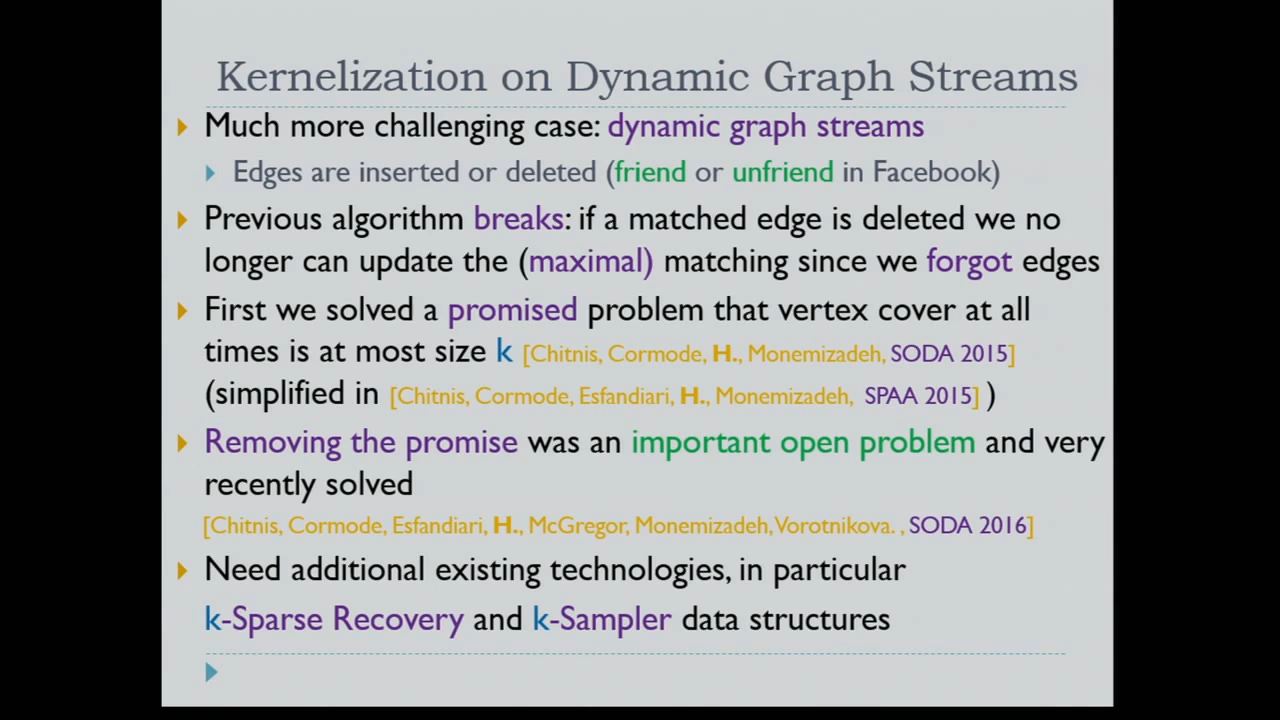 Kernelization on Dynamic Graph Streams
Much more challenging case: dynamic graph streams
Edges are inserted or deleted (friend or unfriend in Facebook)
Previous algorithm breaks: if a matched edge is deleted we no
longer can update the (maximal) matching since we forgot edges
First we solved a promised problem that vertex cover at all
times is at most size k [Chitnis, Cormode, H., Monemizadeh, SODA 2015]
(simplified in [Chitnis, Cormode, Esfandiari, H., Monemizadeh, SPAA 2015] )
Removing the promise was an important open problem and very
recently solved
[Chitnis, Cormode, Esfandiari, H., McGregor, Monemizadeh, Vorotnikova. , SODA 2016]
Need additional existing technologies, in particular
k-Sparse Recovery and k-Sampler data structures